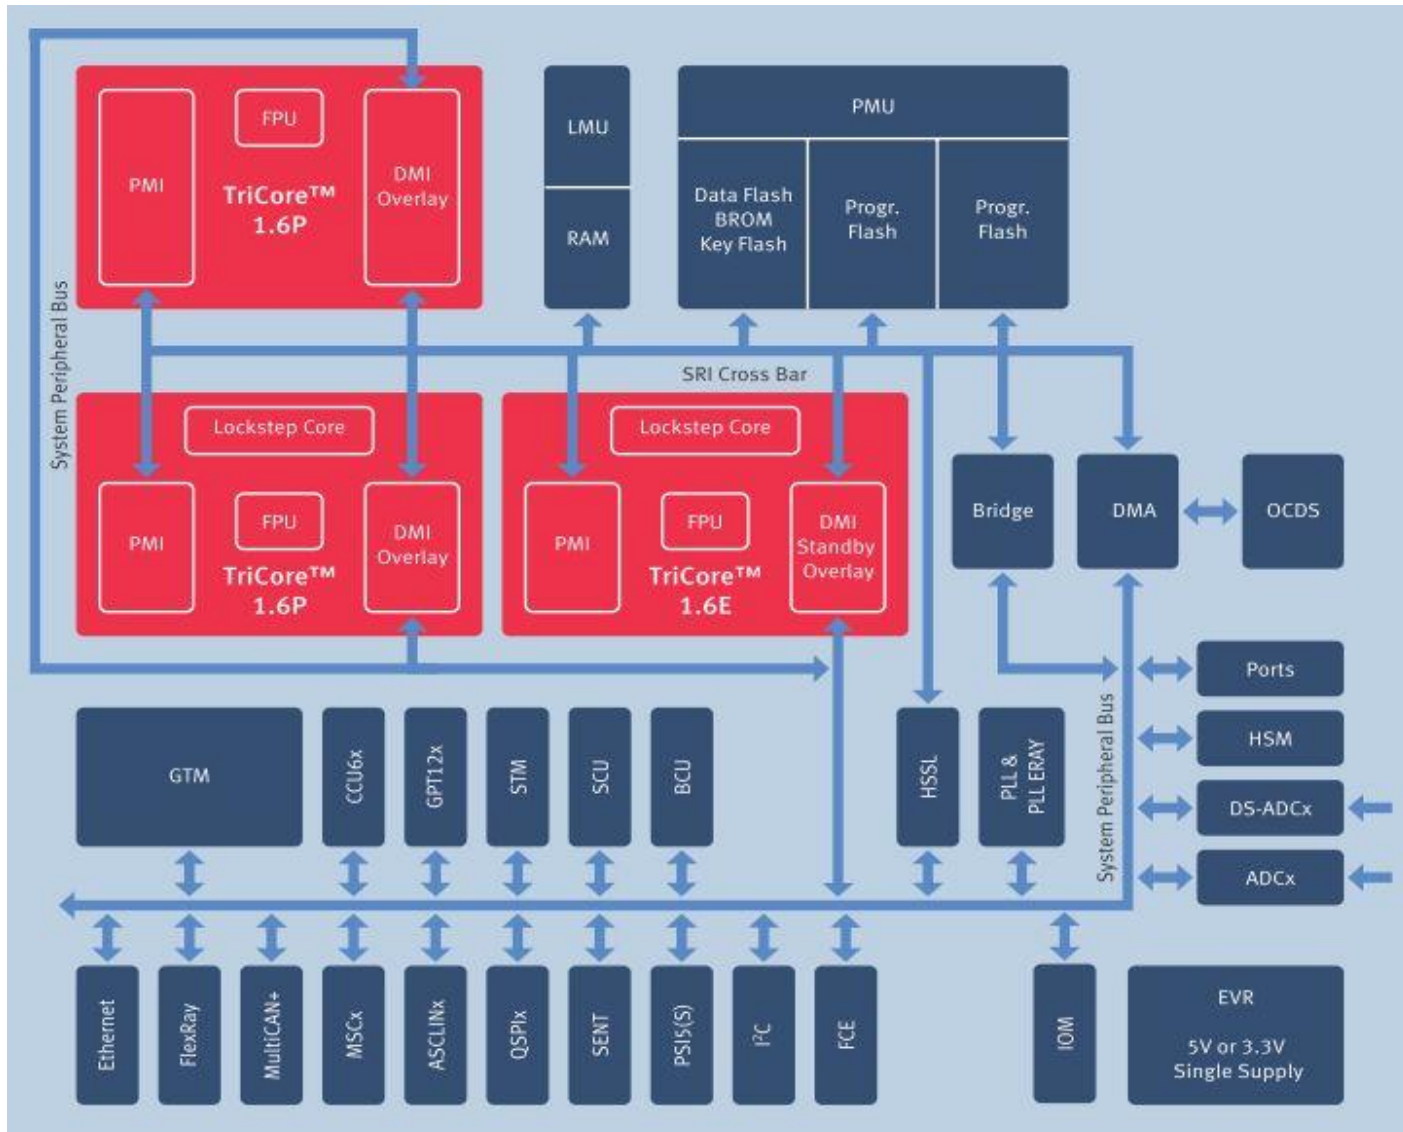 FPU
PMI
TriCore™
1.6P
DMI
Overlay
LMU
RAM
PMU
Data Flash
BROM
Key Flash
Progr.
Flash
Progr.
Flash
System Peripheral Bus
SRI Cross Bar
Lockstep Core
PMI
FPU
TriCore™
1.6P
DMI
Overlay
Lockstep Core
PMI
FPU
TriCore™
1.6E
DMI
Standby
Overlay
Bridge
DMA
OCDS
Ports
HSM
DS-ADCx
ADCx
System Peripheral Bus
GTM
CCU6x
GPT12x
STM
SCU
BCU
HSSL
PLL &
PLL ERAY
Ethernet
FlexRay
MultiCAN+
MSCx
ASCLINx
QSPIx
SENT
PSI5(S)
I²C
FCE
IOM
EVR
5V or 3.3V
Single Supply